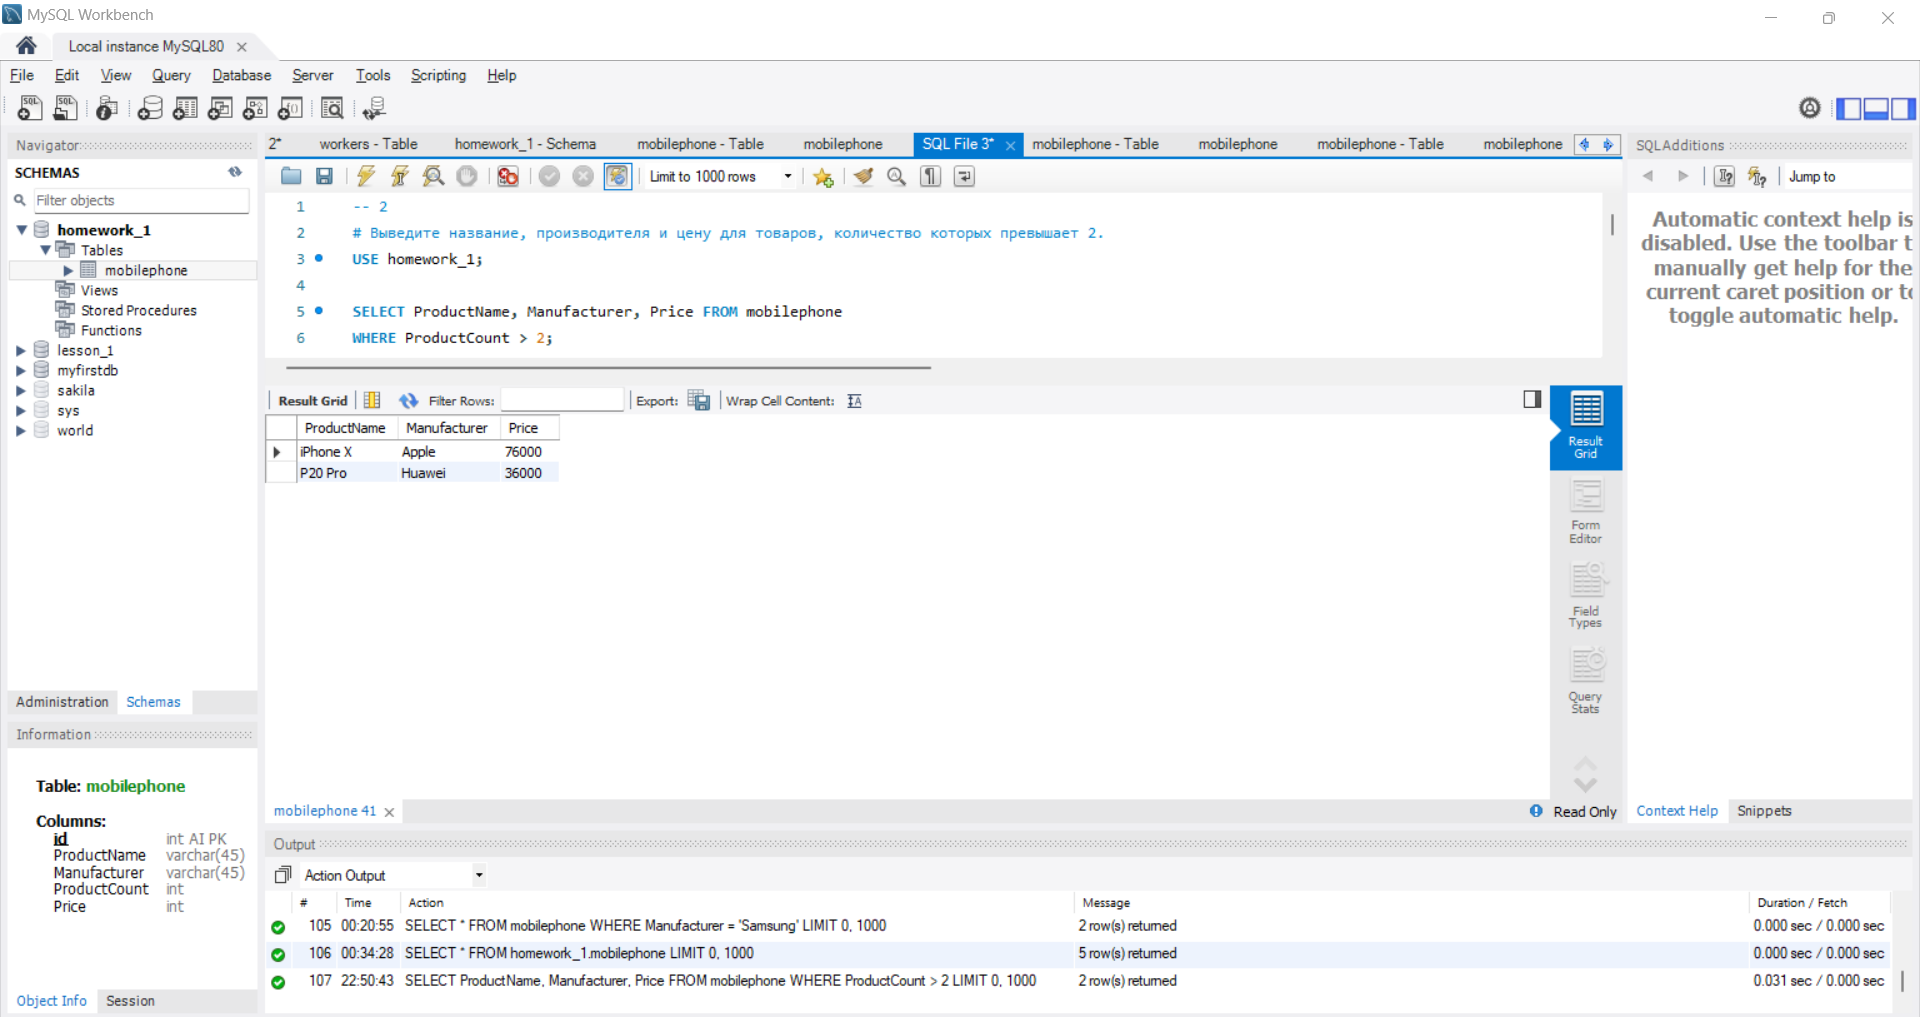 MySQL Workbench
Local instance MySQL80
File Edit View Query Database Server Tools Scripting Help
Navigator
SCHEMAS
Filter objects
homework_1
Tables
mobilephone
Views
Stored Procedures
Functions
lesson_1
myfirstdb
sakila
sys
world
Administration Schemas
Information
Table: mobilephone
Columns:
id int AI PK
ProductName varchar(45)
Manufacturer varchar(45)
ProductCount int
Price int
Object Info Session
2* workers - Table homework_1 - Schema mobilephone - Table mobilephone SQL File 3* mobilephone - Table mobilephone mobilephone - Table mobilephone
Limit to 1000 rows
1 -- 2
2 # Выведите название, производителя и цену для товаров, количество которых превышает 2.
3 USE homework_1;
4
5 SELECT ProductName, Manufacturer, Price FROM mobilephone
6 WHERE ProductCount > 2;
Result Grid Filter Rows: Export: Wrap Cell Content:
ProductName Manufacturer Price
iPhone X Apple 76000
P20 Pro Huawei 36000
Result
Grid
Form
Editor
Field
Types
Query
Stats
mobilephone 41
Read Only
SQLAdditions
Jump to
Automatic context help is
disabled. Use the toolbar t
manually get help for the
current caret position or to
toggle automatic help.
Context Help Snippets
Output
Action Output
# Time Action Message Duration / Fetch
105 00:20:55 SELECT * FROM mobilephone WHERE Manufacturer = 'Samsung' LIMIT 0, 1000 2 row(s) returned 0.000 sec / 0.000 sec
106 00:34:28 SELECT * FROM homework_1.mobilephone LIMIT 0, 1000 5 row(s) returned 0.000 sec / 0.000 sec
107 22:50:43 SELECT ProductName, Manufacturer, Price FROM mobilephone WHERE ProductCount > 2 LIMIT 0, 1000 2 row(s) returned 0.031 sec / 0.000 sec